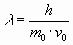 λ = h / (m₀ · v₀)